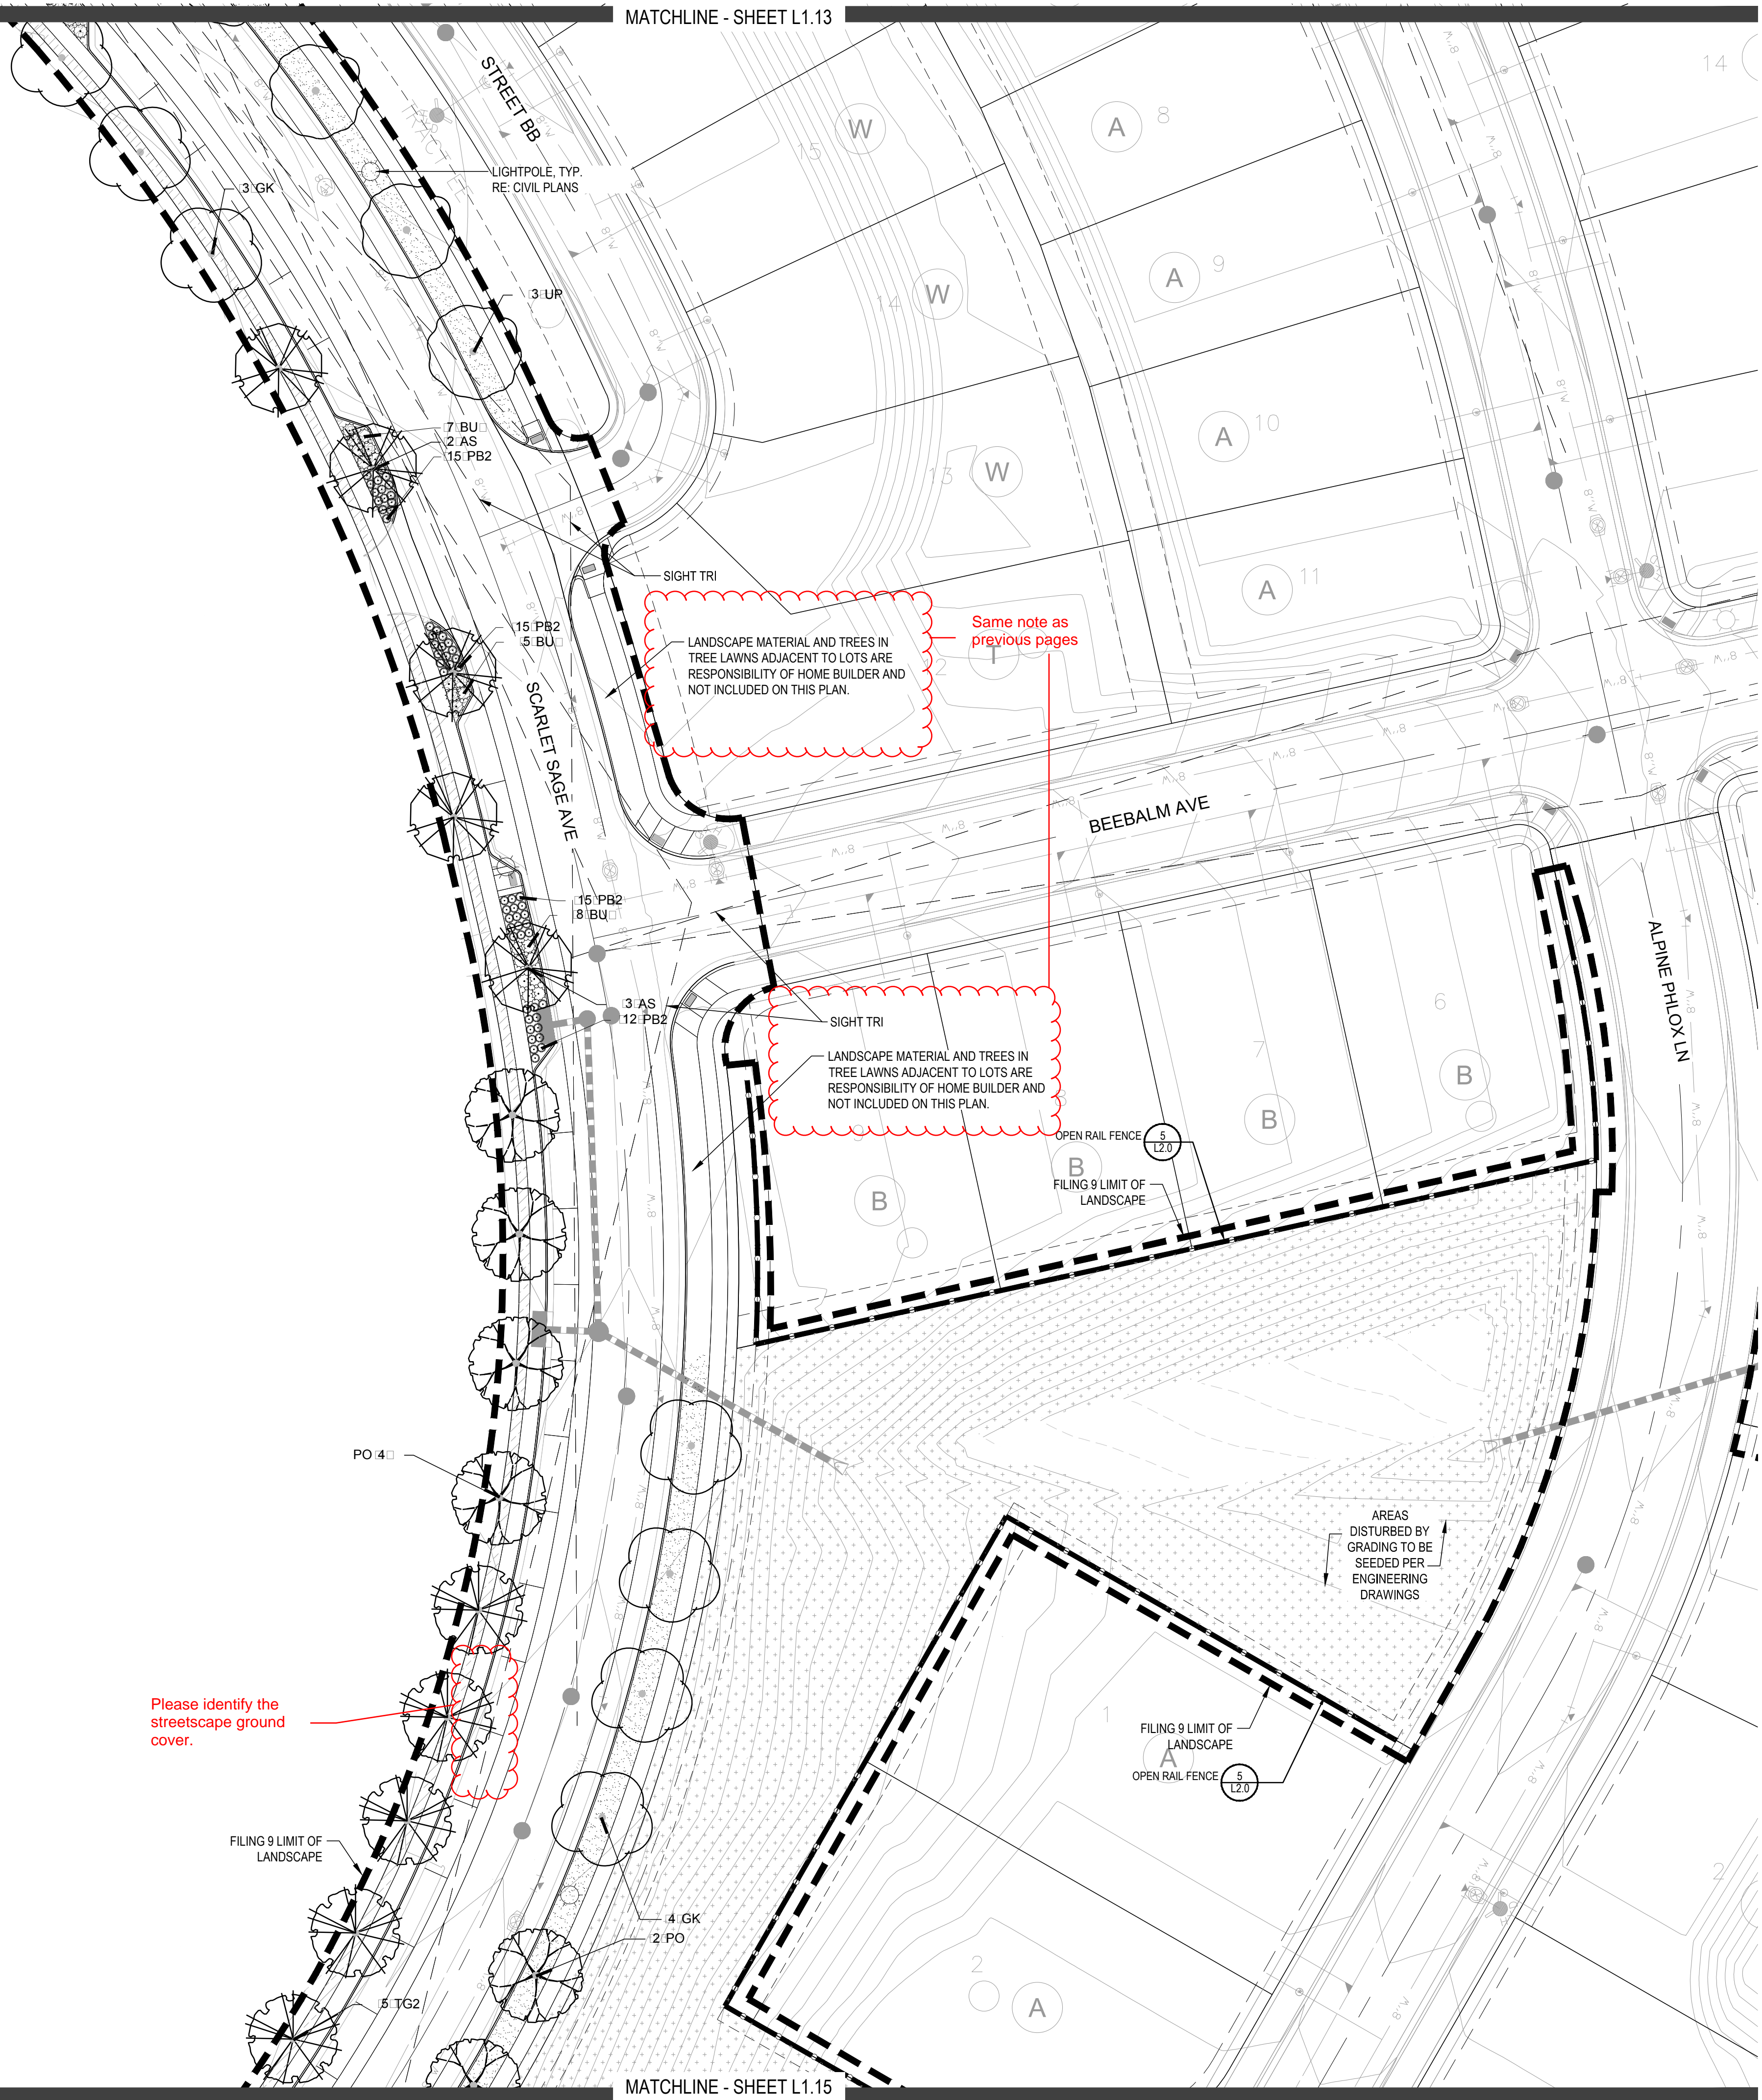 MATCHLINE - SHEET L1.13
STREET BB
14
W
15
A
8
LIGHTPOLE, TYP.
RE: CIVIL PLANS
3 GK
A
9
14
W
3 UP
7 BU
2 AS
15 PB2
A
10
13
W
SIGHT TRI
A
11
15 PB2
5 BU
Same note as
previous pages
LANDSCAPE MATERIAL AND TREES IN
TREE LAWNS ADJACENT TO LOTS ARE
RESPONSIBILITY OF HOME BUILDER AND
NOT INCLUDED ON THIS PLAN.
T
SCARLET SAGE AVE
BEEBALM AVE
15 PB2
8 BU
ALPINE PHLOX LN
3 AS
12 PB2
SIGHT TRI
6
7
LANDSCAPE MATERIAL AND TREES IN
TREE LAWNS ADJACENT TO LOTS ARE
RESPONSIBILITY OF HOME BUILDER AND
NOT INCLUDED ON THIS PLAN.
B
8
9
B
OPEN RAIL FENCE
5
L2.0
B
FILING 9 LIMIT OF
LANDSCAPE
B
PO 4
AREAS
DISTURBED BY
GRADING TO BE
SEEDED PER
ENGINEERING
DRAWINGS
Please identify the
streetscape ground
cover.
1
FILING 9 LIMIT OF
LANDSCAPE
A
OPEN RAIL FENCE
5
L2.0
FILING 9 LIMIT OF
LANDSCAPE
2
4 GK
2 PO
2
A
5 TG2
MATCHLINE - SHEET L1.15